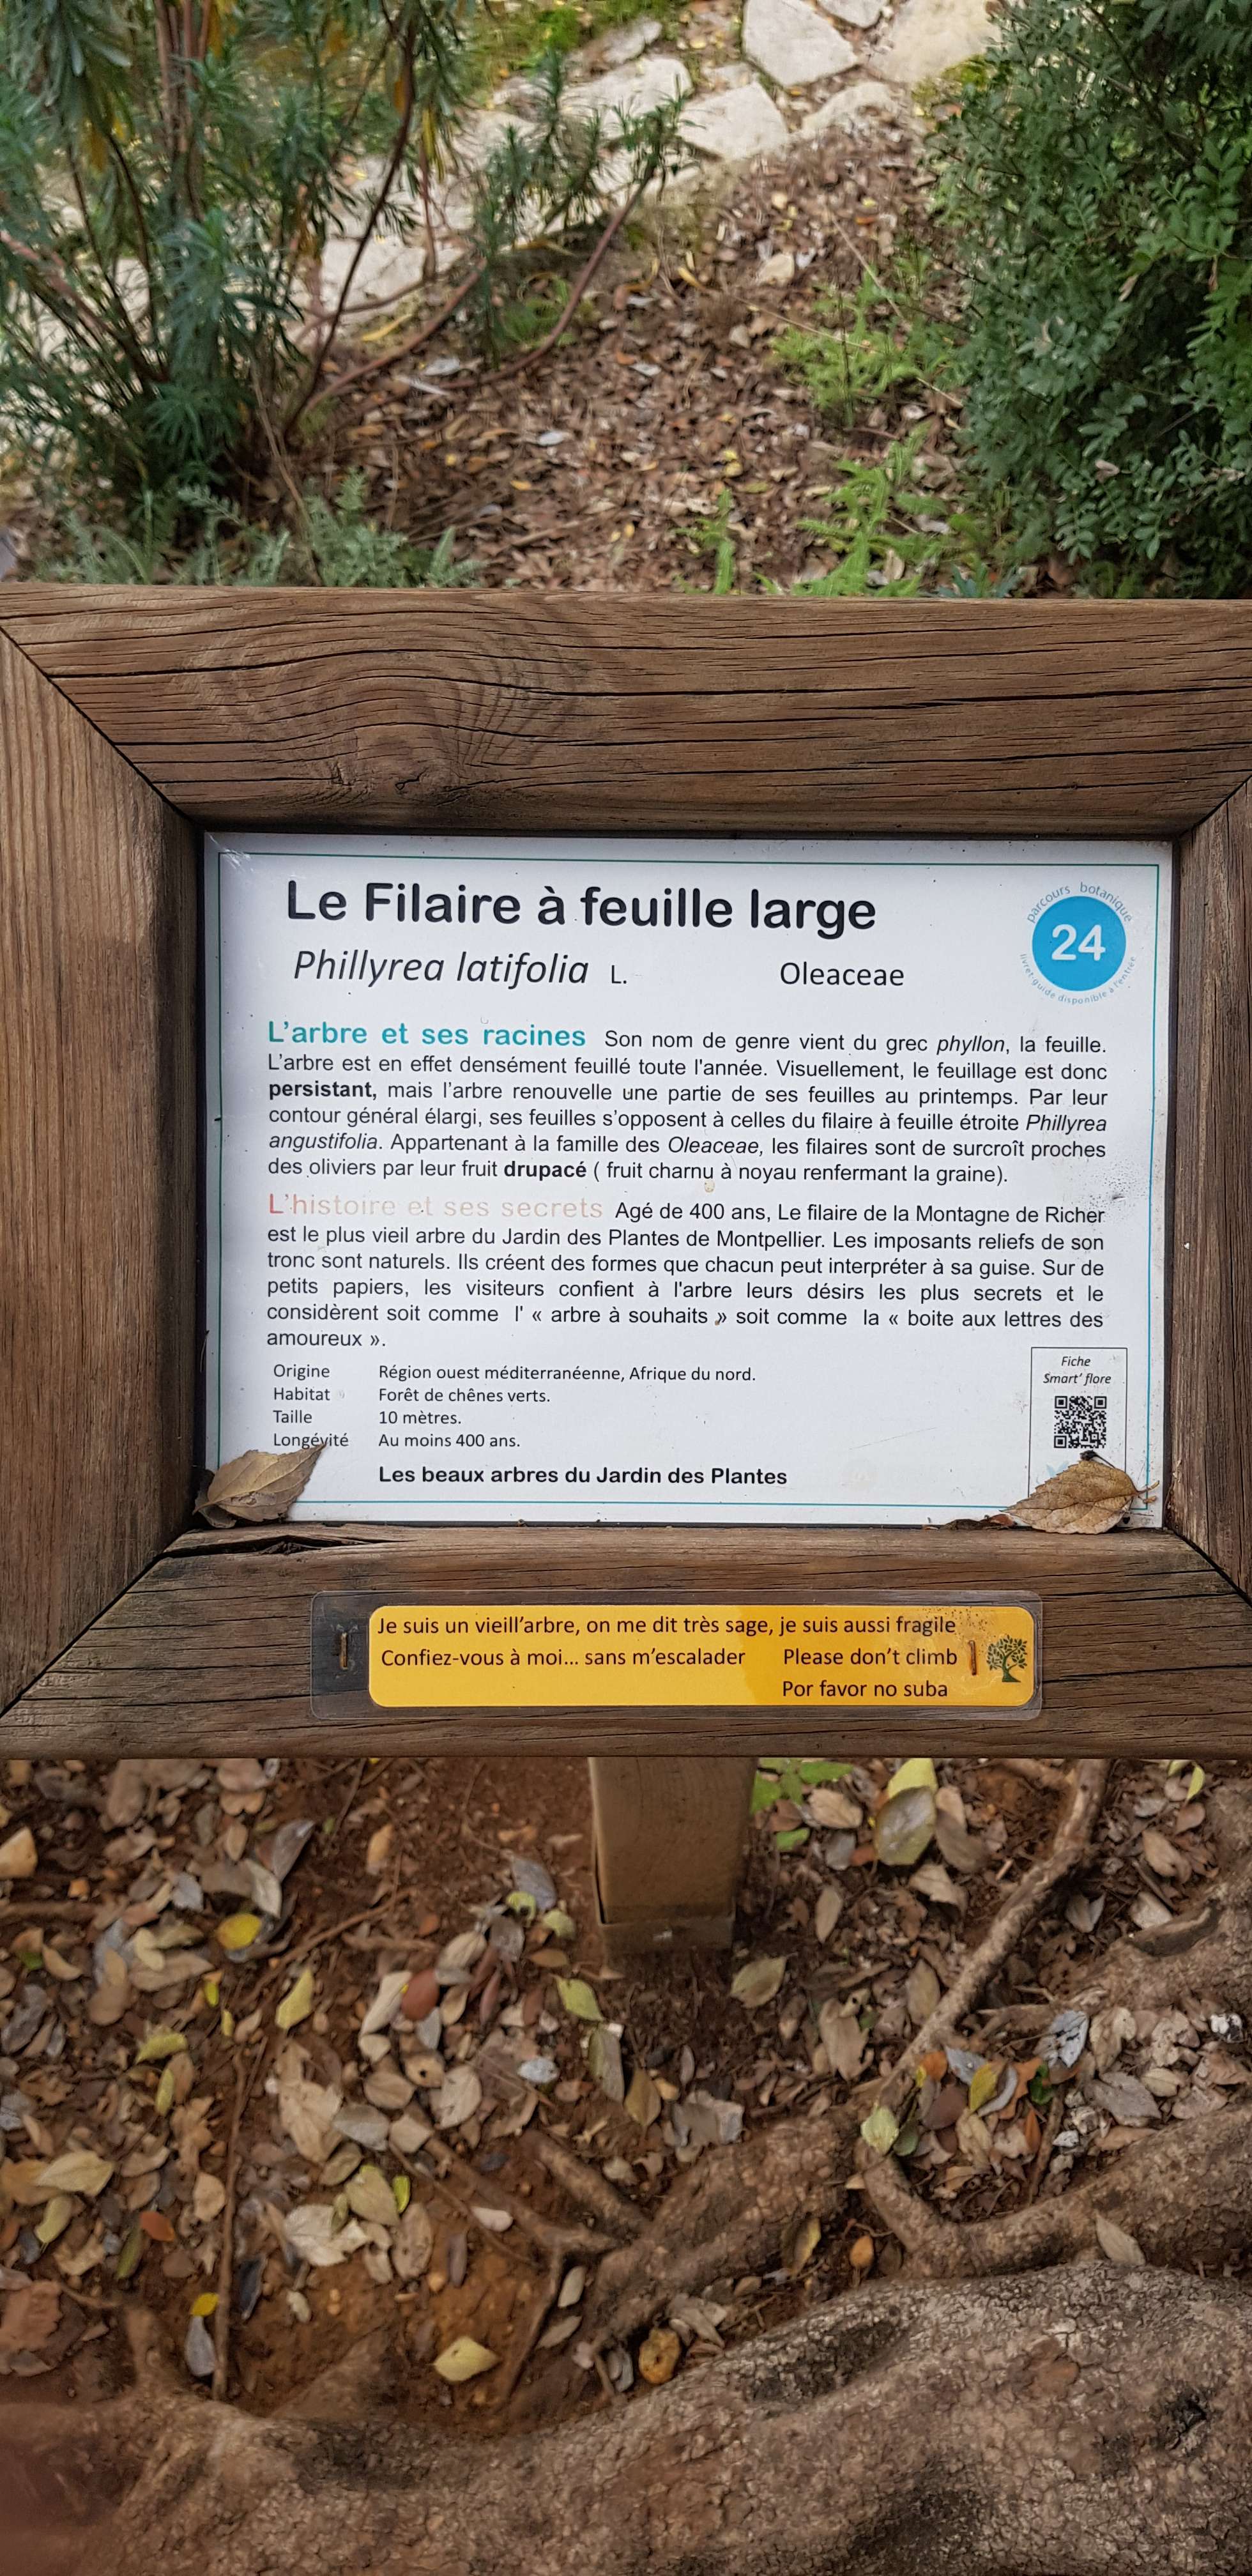 Le Filaire à feuille large
parcours botanique
24
livret-guide disponible à l'entrée
Phillyrea latifolia L. Oleaceae
L'arbre et ses racines Son nom de genre vient du grec phyllon, la feuille.
L'arbre est en effet densément feuillé toute l'année. Visuellement, le feuillage est donc
persistant, mais l'arbre renouvelle une partie de ses feuilles au printemps. Par leur
contour général élargi, ses feuilles s'opposent à celles du filaire à feuille étroite Phillyrea
angustifolia. Appartenant à la famille des Oleaceae, les filaires sont de surcroît proches
des oliviers par leur fruit drupacé ( fruit charnu à noyau renfermant la graine).
L'histoire et ses secrets Agé de 400 ans, Le filaire de la Montagne de Richer
est le plus vieil arbre du Jardin des Plantes de Montpellier. Les imposants reliefs de son
tronc sont naturels. Ils créent des formes que chacun peut interpréter à sa guise. Sur de
petits papiers, les visiteurs confient à l'arbre leurs désirs les plus secrets et le
considèrent soit comme l' « arbre à souhaits » soit comme la « boite aux lettres des
amoureux ».
Origine Région ouest méditerranéenne, Afrique du nord.
Habitat Forêt de chênes verts.
Taille 10 mètres.
Longévité Au moins 400 ans.
Les beaux arbres du Jardin des Plantes
Fiche
Smart' flore
Je suis un vieill'arbre, on me dit très sage, je suis aussi fragile
Confiez-vous à moi... sans m'escalader Please don't climb
Por favor no suba